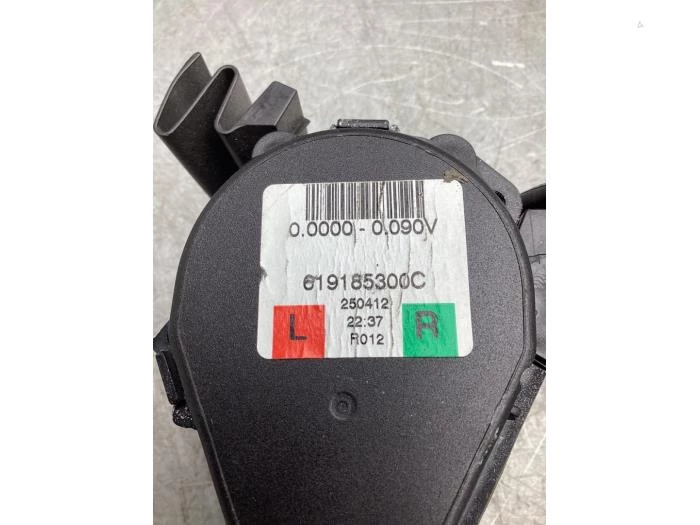 0.0000 - 0.090V
619185300C
250412
L 22:37 R
R012